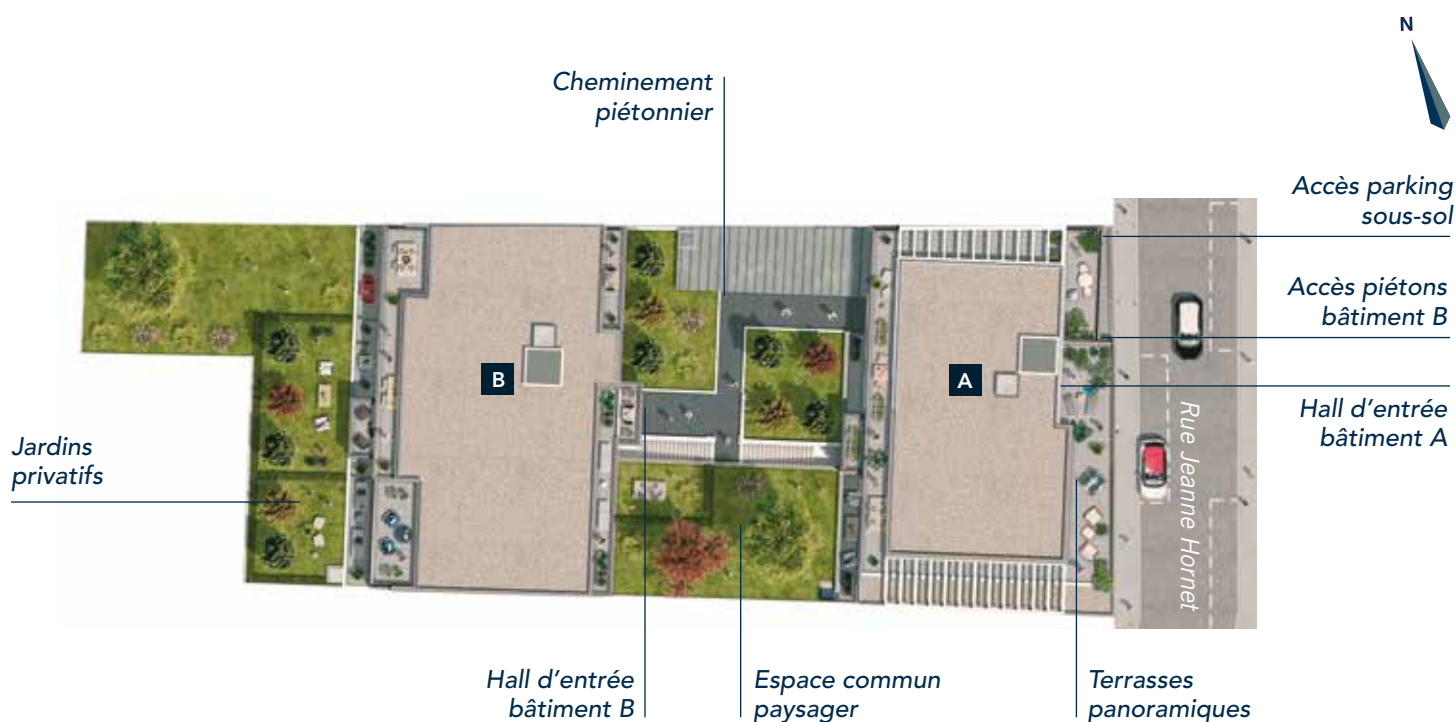 N
Cheminement
piétonnier
Accès parking
sous-sol
Accès piétons
bâtiment B
B
A
Hall d'entrée
bâtiment A
Rue Jeanne Hornet
Jardins
privatifs
Hall d'entrée
bâtiment B
Espace commun
paysager
Terrasses
panoramiques